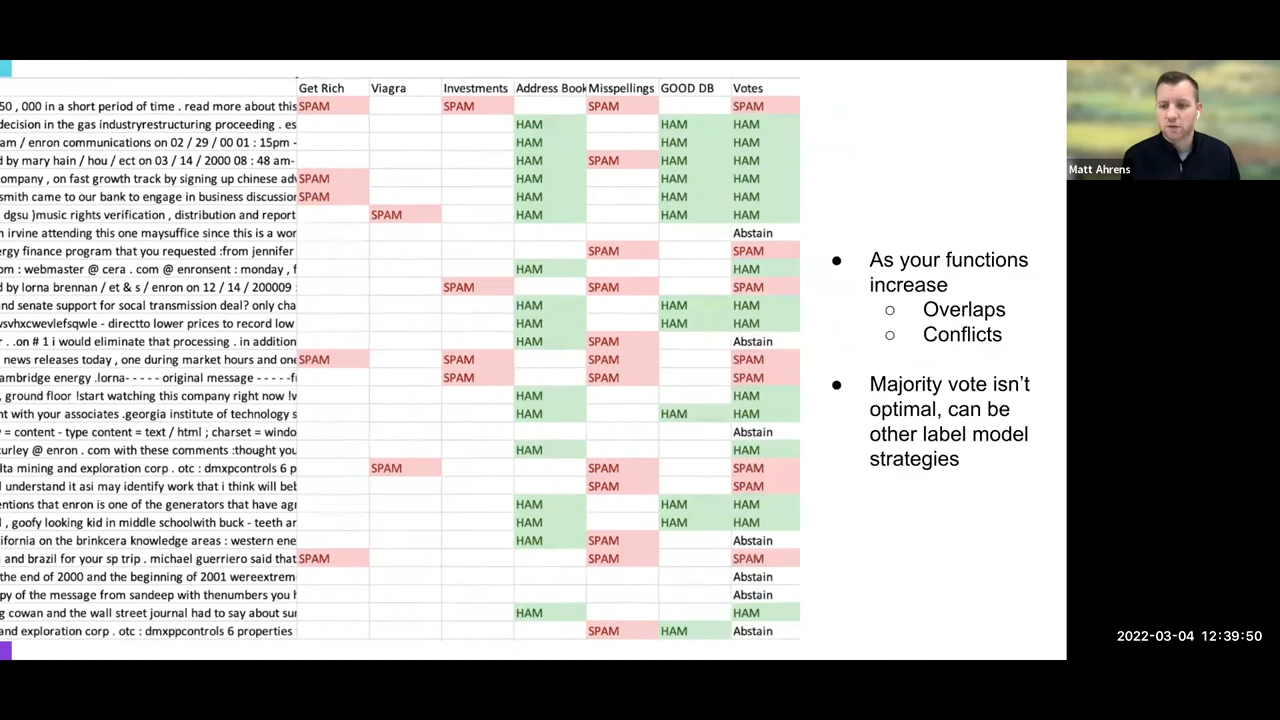 Get Rich Viagra Investments Address Book Misspellings GOOD DB Votes
50 , 000 in a short period of time . read more about this SPAM SPAM SPAM SPAM
decision in the gas industryrestructuring proceeding . es HAM HAM HAM
am / enron communications on 02 / 29 / 00 01 : 15pm - HAM HAM HAM
d by mary hain / hou / ect on 03 / 14 / 2000 08 : 48 am- HAM SPAM HAM HAM
company , on fast growth track by signing up chinese adv SPAM HAM HAM HAM
smith came to our bank to engage in business discussion SPAM HAM HAM HAM
dgsu )music rights verification , distribution and report SPAM HAM HAM HAM
n irvine attending this one maysuffice since this is a wor Abstain
ergy finance program that you requested :from jennifer SPAM SPAM
om : webmaster @ cera . com @ enronsent : monday , f HAM HAM
d by lorna brennan / et & s / enron on 12 / 14 / 200009 : SPAM SPAM SPAM
ind senate support for socal transmission deal? only cha HAM HAM HAM
wsvhxcwevlefsqwle - directto lower prices to record low HAM HAM HAM
r . .on # 1 i would eliminate that processing . in addition HAM SPAM Abstain
news releases today , one during market hours and one SPAM SPAM SPAM SPAM
ambridge energy .lorna- - - - - original message - - - - -fr SPAM SPAM SPAM
, ground floor !start watching this company right now !v HAM HAM
nt with your associates .georgia institute of technology s HAM HAM HAM
= content - type content = text / html ; charset = windo Abstain
curley @ enron . com with these comments :thought you HAM HAM
lta mining and exploration corp . otc : dmxpcontrols 6 p SPAM SPAM SPAM
I understand it asi may identify work that i think will bet SPAM SPAM
entions that enron is one of the generators that have agr HAM HAM HAM
l , goofy looking kid in middle schoolwith buck - teeth ar HAM HAM HAM
ifornia on the brinkcera knowledge areas : western ene HAM SPAM Abstain
and brazil for your sp trip . michael guerriero said that SPAM SPAM SPAM
the end of 2000 and the beginning of 2001 wereextrem Abstain
py of the message from sandeep with thenumbers you h Abstain
g cowan and the wall street journal had to say about sur HAM HAM
and exploration corp . otc : dmxppcontrols 6 properties SPAM HAM Abstain
● As your functions
increase
○ Overlaps
○ Conflicts
● Majority vote isn't
optimal, can be
other label model
strategies
Matt Ahrens
2022-03-04 12:39:50